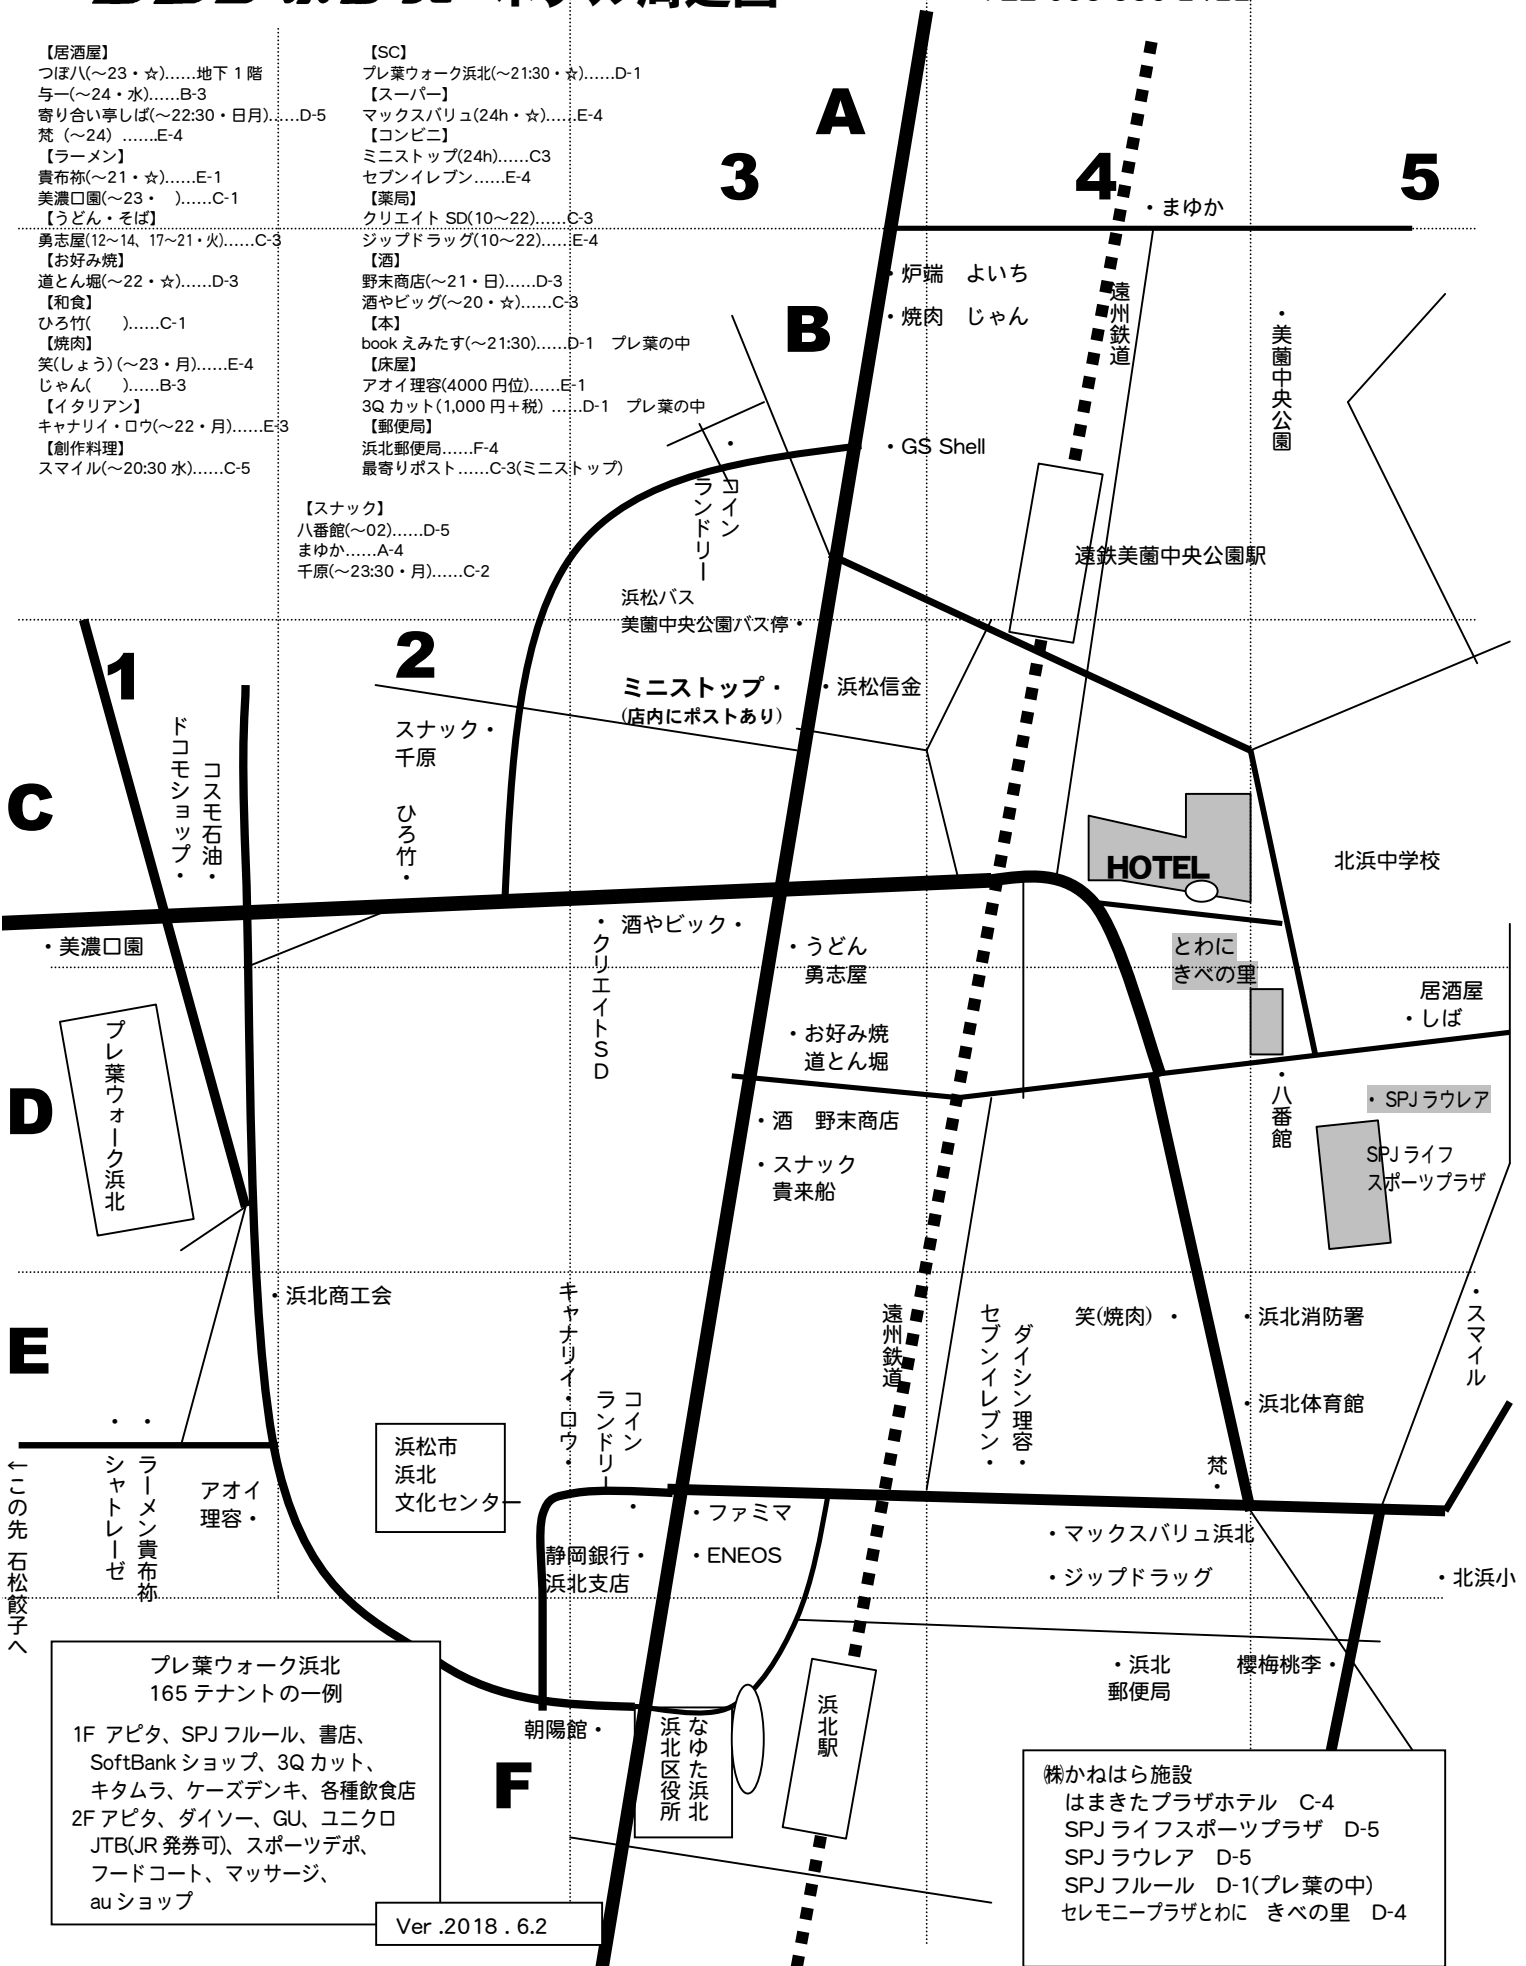 【居酒屋】
つぼ八(～23・☆)……地下 1 階
与一(～24・水)……B-3
寄り合い亭しば(～22:30・日月)……D-5
梵（～24）…….E-4
【ラーメン】
貴布祢(～21・☆)……E-1
美濃口園(～23・　)……C-1
【うどん・そば】
勇志屋(12～14、17～21・火)……C-3
【お好み焼】
道とん堀(～22・☆)……D-3
【和食】
ひろ竹(　　)……C-1
【焼肉】
笑(しょう) (～23・月)……E-4
じゃん(　　)……B-3
【イタリアン】
キャナリイ・ロウ(～22・月)……E-3
【創作料理】
スマイル(～20:30 水)……C-5
【SC】
プレ葉ウォーク浜北(～21:30・☆)……D-1
【スーパー】
マックスバリュ(24h・☆)……E-4
【コンビニ】
ミニストップ(24h)……C3
セブンイレブン……E-4
【薬局】
クリエイト SD(10～22)……C-3
ジップドラッグ(10～22)……E-4
【酒】
野末商店(～21・日)……D-3
酒やビッグ(～20・☆)……C-3
【本】
book えみたす(～21:30)……D-1　プレ葉の中
【床屋】
アオイ理容(4000 円位)……E-1
3Q カット(1,000 円＋税) ……D-1　プレ葉の中
【郵便局】
浜北郵便局……F-4
最寄りポスト……C-3(ミニストップ)
【スナック】
八番館(～02)……D-5
まゆか……A-4
千原(～23:30・月)……C-2
A
3
4
5
・まゆか
・炉端　よいち
・焼肉　じゃん
B
遠州鉄道
・美薗中央公園
・GS Shell
・
コイン
ランドリー
遠鉄美薗中央公園駅
浜松バス
美薗中央公園バス停・
1
2
ミニストップ・
(店内にポストあり)
・浜松信金
スナック・
千原
ドコモショップ・
コスモ石油・
ひろ竹・
C
HOTEL
北浜中学校
・美濃口園
・クリエイトSD
酒やビック・
・うどん
勇志屋
とわに
きべの里
居酒屋
・しば
・お好み焼
道とん堀
プレ葉ウォーク浜北
D
・八番館
・SPJ ラウレア
・酒　野末商店
SPJ ライフ
スポーツプラザ
・スナック
貴来船
・浜北商工会
キャナリイ・ロウ・
遠州鉄道
セブンイレブン・
ダイシン理容・
笑(焼肉)　・
・浜北消防署
・スマイル
E
・浜北体育館
コイン
ランドリー
・
浜松市
浜北
文化センター
←この先 石松餃子へ
・シャトレーゼ
・ラーメン貴布祢
アオイ
理容・
梵
・
・ファミマ
・マックスバリュ浜北
静岡銀行・
浜北支店
・ENEOS
・ジップドラッグ
・北浜小
プレ葉ウォーク浜北
165 テナントの一例
1F アピタ、SPJ フルール、書店、
SoftBank ショップ、3Q カット、
キタムラ、ケーズデンキ、各種飲食店
2F アピタ、ダイソー、GU、ユニクロ
JTB(JR 発券可)、スポーツデポ、
フードコート、マッサージ、
au ショップ
・浜北
郵便局
櫻梅桃李・
朝陽館・
なゆた浜北
浜北区役所
浜北駅
F
㈱かねはら施設
はまきたプラザホテル　C-4
SPJ ライフスポーツプラザ　D-5
SPJ ラウレア　D-5
SPJ フルール　D-1(プレ葉の中)
セレモニープラザとわに　きべの里　D-4
Ver .2018 . 6.2